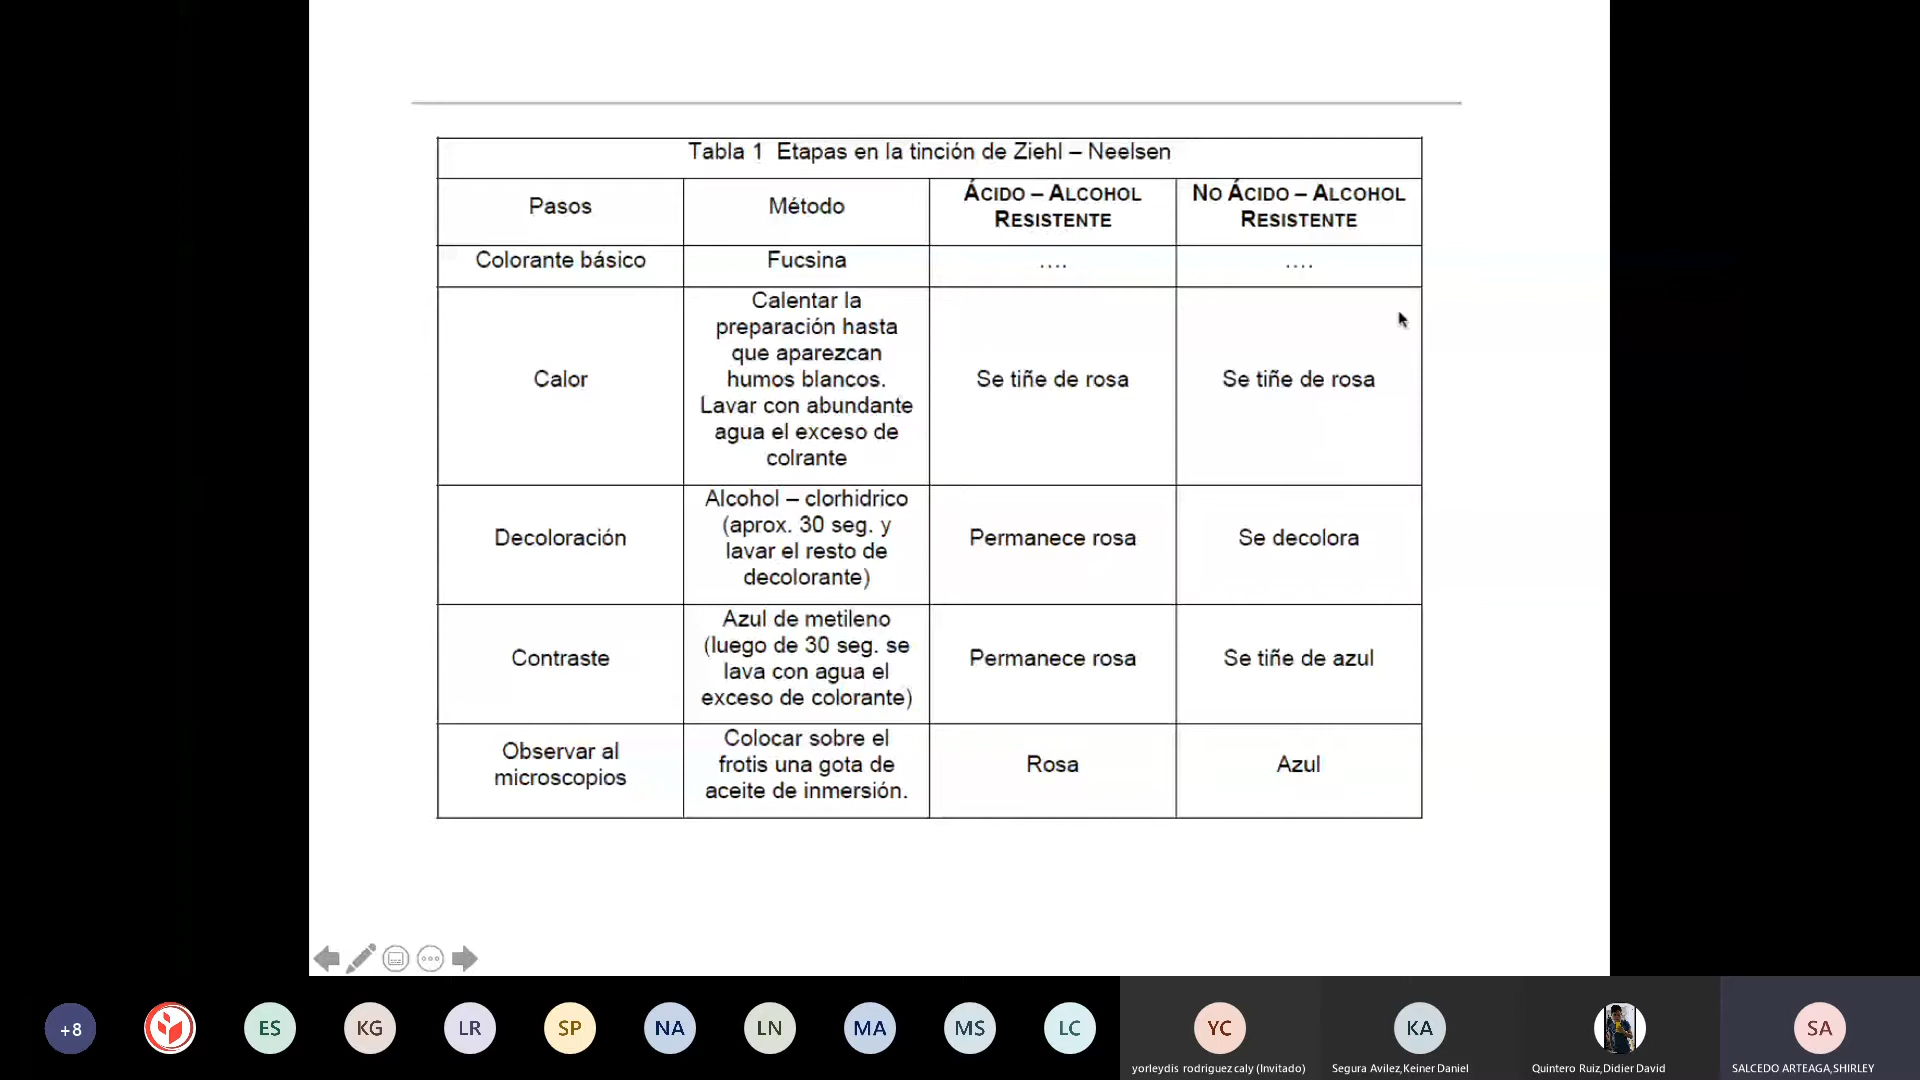 Tabla 1 Etapas en la tinción de Ziehl – Neelsen
Pasos
Método
ÁCIDO – ALCOHOL
RESISTENTE
NO ÁCIDO – ALCOHOL
RESISTENTE
Colorante básico
Fucsina
....
....
Calor
Calentar la
preparación hasta
que aparezcan
humos blancos.
Lavar con abundante
agua el exceso de
colrante
Se tiñe de rosa
Se tiñe de rosa
Decoloración
Alcohol – clorhidrico
(aprox. 30 seg. y
lavar el resto de
decolorante)
Permanece rosa
Se decolora
Contraste
Azul de metileno
(luego de 30 seg. se
lava con agua el
exceso de colorante)
Permanece rosa
Se tiñe de azul
Observar al
microscopios
Colocar sobre el
frotis una gota de
aceite de inmersión.
Rosa
Azul
+8
ES
KG
LR
SP
NA
LN
MA
MS
LC
YC
yorleydis rodriguez caly (Invitado)
KA
Segura Avilez,Keiner Daniel
Quintero Ruiz,Didier David
SA
SALCEDO ARTEAGA,SHIRLEY